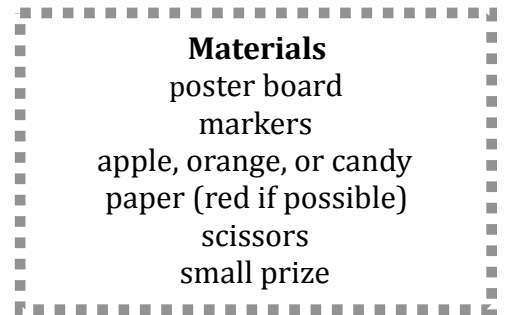 Materials
poster board
markers
apple, orange, or candy
paper (red if possible)
scissors
small prize